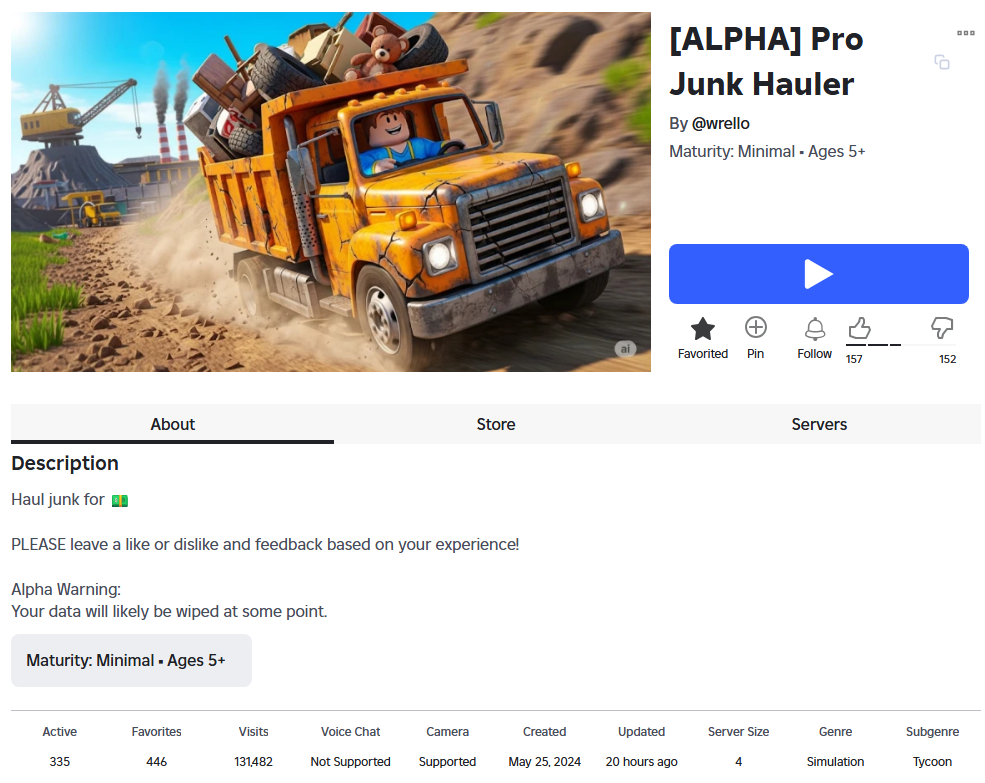 [ALPHA] Pro
Junk Hauler
By @wrello
Maturity: Minimal ▪ Ages 5+
Favorited
Pin
Follow
157
152
ai
About
Store
Servers
Description
Haul junk for 💵
PLEASE leave a like or dislike and feedback based on your experience!
Alpha Warning:
Your data will likely be wiped at some point.
Maturity: Minimal ▪ Ages 5+
Active
Favorites
Visits
Voice Chat
Camera
Created
Updated
Server Size
Genre
Subgenre
335
446
131,482
Not Supported
Supported
May 25, 2024
20 hours ago
4
Simulation
Tycoon